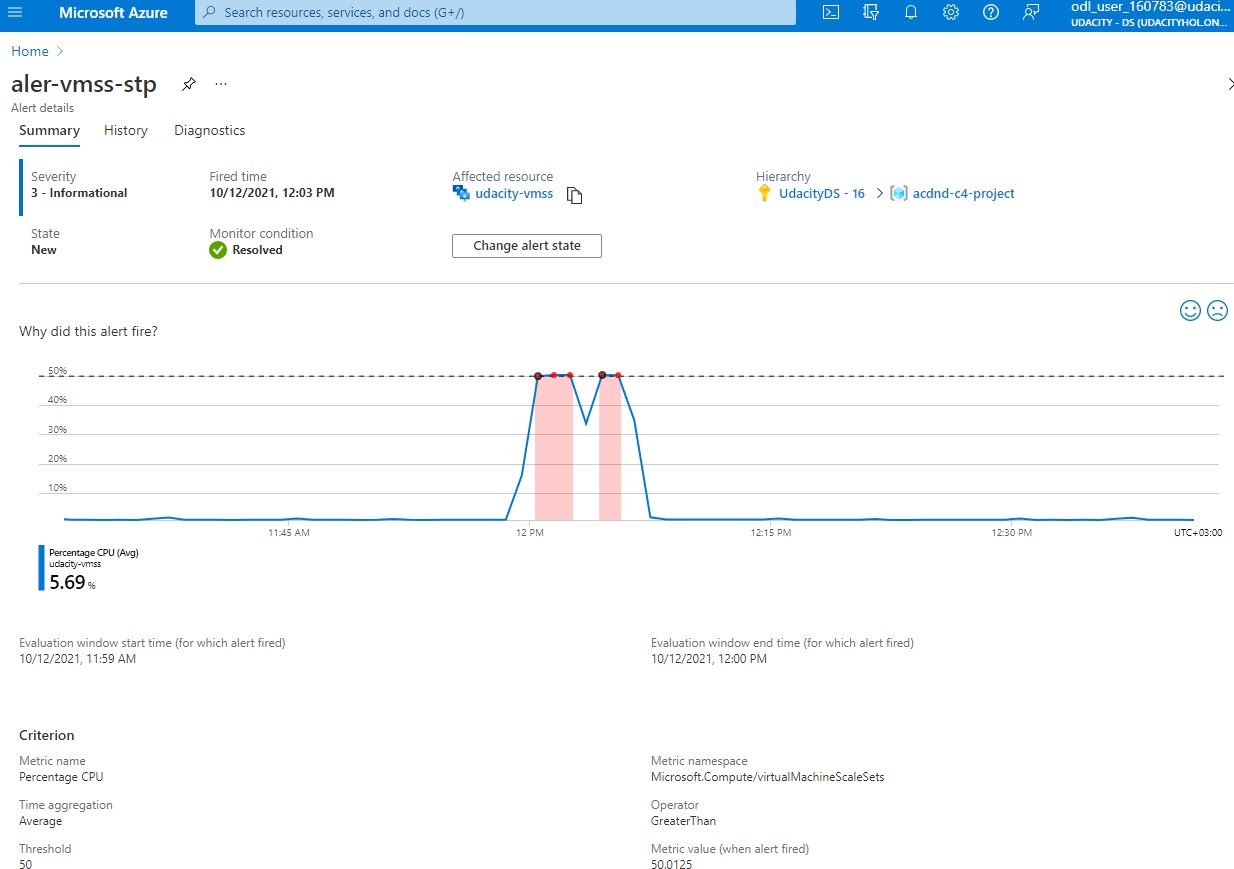 Microsoft Azure
Search resources, services, and docs (G+/)
odl_user_160783@udaci...
UDACITY - DS (UDACITYHOL.ON...
Home
aler-vmss-stp
...
Alert details
Summary History Diagnostics
Severity Fired time Affected resource Hierarchy
3 - Informational 10/12/2021, 12:03 PM udacity-vmss UdacityDS - 16 > acdnd-c4-project
State Monitor condition
New Resolved Change alert state
Why did this alert fire?
50%
40%
30%
20%
10%
11:45 AM 12 PM 12:15 PM 12:30 PM UTC+03:00
Percentage CPU (Avg)
udacity-vmss
5.69 %
Evaluation window start time (for which alert fired) Evaluation window end time (for which alert fired)
10/12/2021, 11:59 AM 10/12/2021, 12:00 PM
Criterion
Metric name Metric namespace
Percentage CPU Microsoft.Compute/virtualMachineScaleSets
Time aggregation Operator
Average GreaterThan
Threshold Metric value (when alert fired)
50 50.0125